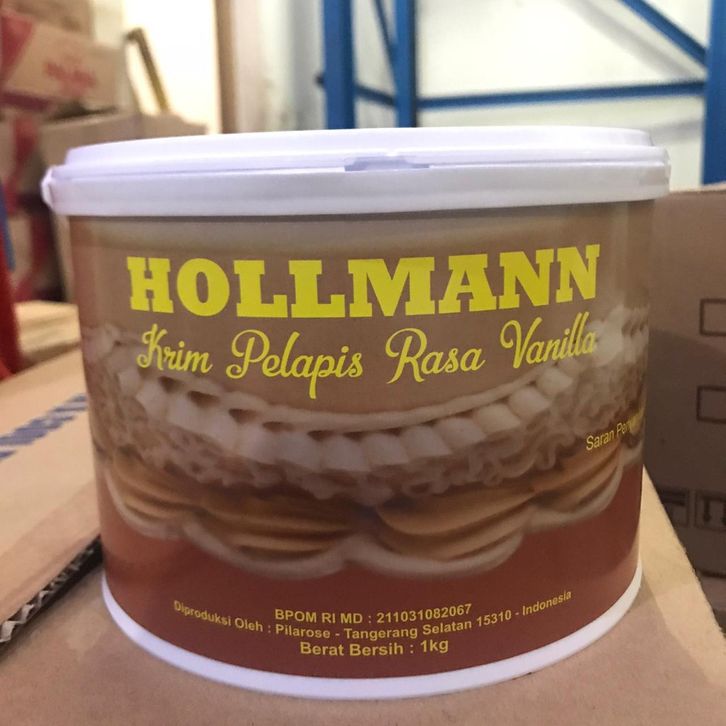 HOLLMANN
Krim Pelapis Rasa Vanilla
Saran
BPOM RI MD : 211031082067
Diproduksi Oleh : Pilarose - Tangerang Selatan 15310 - Indonesia
Berat Bersih : 1kg